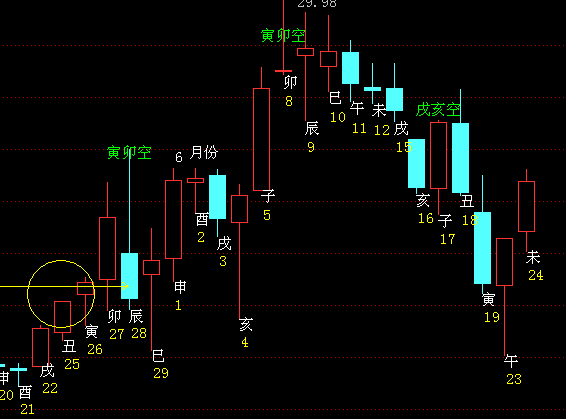 29.98
寅卯空
卯
8
辰
9
巳
10
午
11
未
12
戌
15
戌亥空
亥
16
子
17
丑
18
寅
19
午
23
未
24
寅卯空
6 月份
申
20
酉
21
戌
22
丑
25
寅
26
卯
27
辰
28
巳
29
申
1
酉
2
戌
3
亥
4
子
5